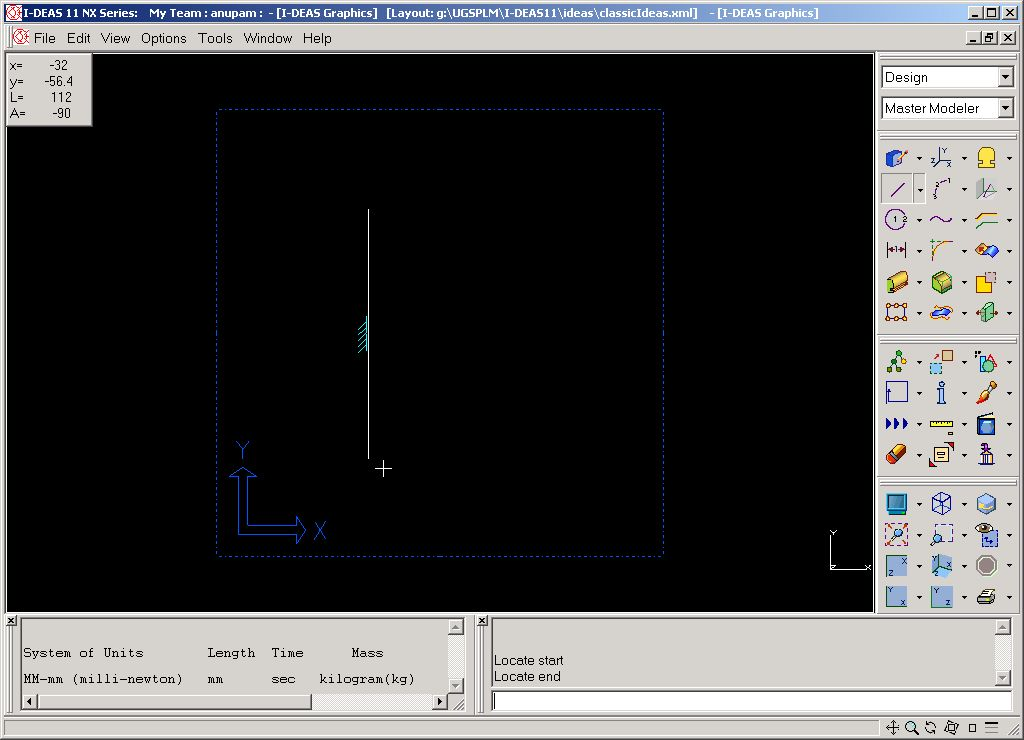 I-DEAS 11 NX Series:   My Team : anupam :  - [I-DEAS Graphics]  [Layout: g:\UGSPLM\I-DEAS11\ideas\classicIdeas.xml]   - [I-DEAS Graphics]
File Edit View Options Tools Window Help
x= -32
y= -56.4
L= 112
A= -90
Design
Master Modeler
Y
X
Y
X
Z
System of Units Length Time Mass
MM-mm (milli-newton) mm sec kilogram(kg)
Locate start
Locate end